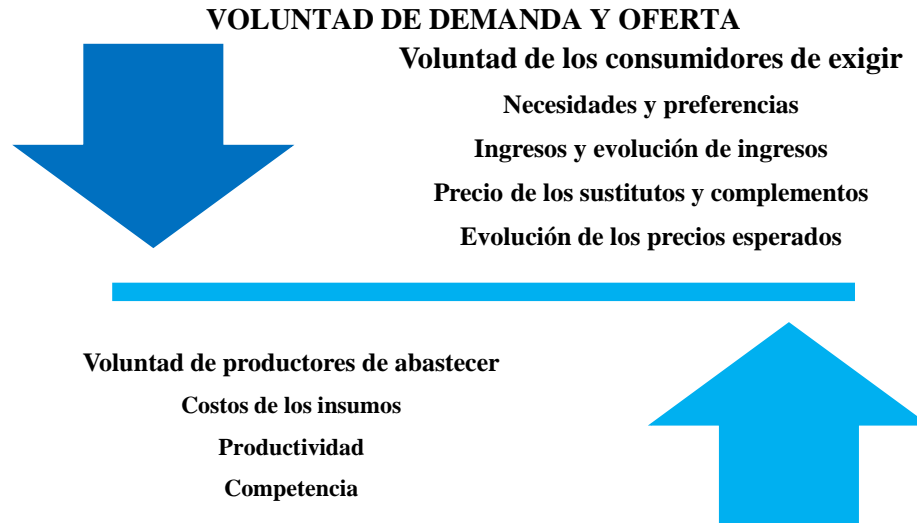 VOLUNTAD DE DEMANDA Y OFERTA
Voluntad de los consumidores de exigir
Necesidades y preferencias
Ingresos y evolución de ingresos
Precio de los sustitutos y complementos
Evolución de los precios esperados
Voluntad de productores de abastecer
Costos de los insumos
Productividad
Competencia